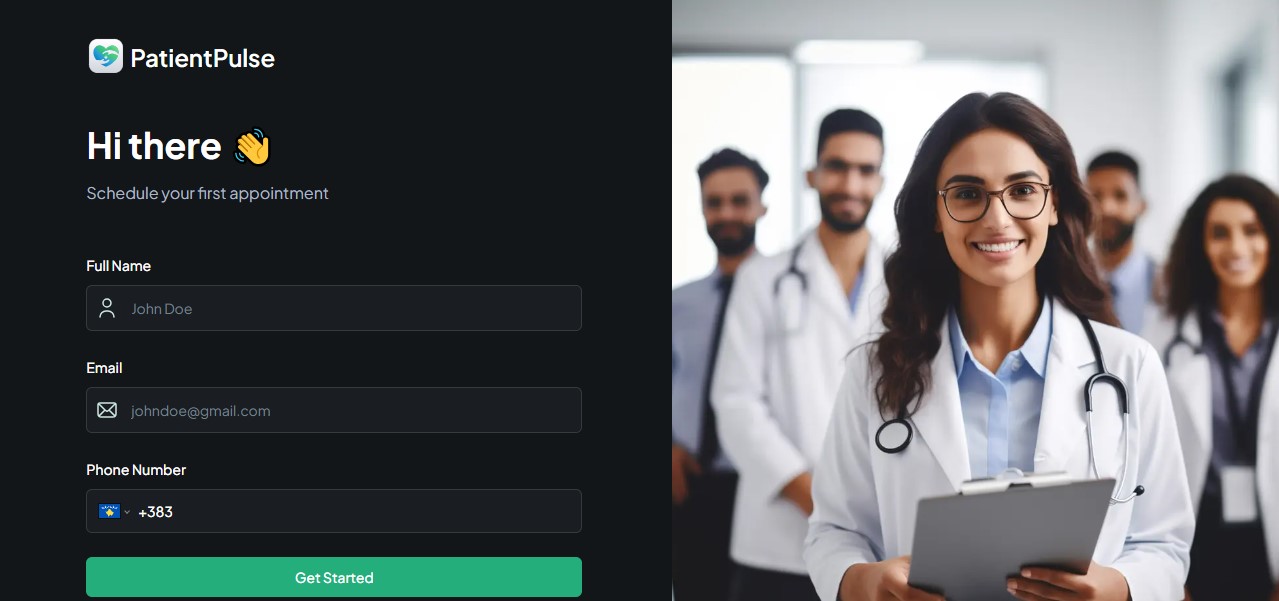 PatientPulse
Hi there 👋
Schedule your first appointment
Full Name
John Doe
Email
johndoe@gmail.com
Phone Number
+383
Get Started